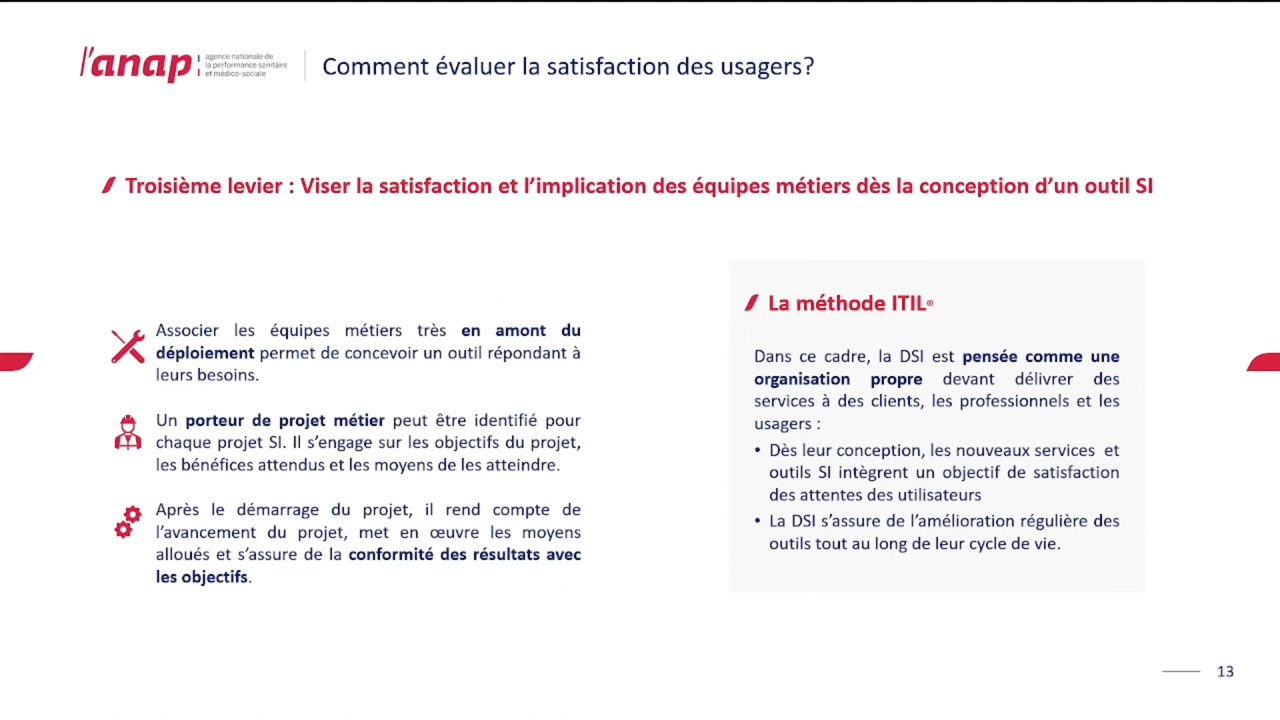 l'anap
agence nationale de
la performance sanitaire
et médico-sociale
Comment évaluer la satisfaction des usagers?
Troisième levier : Viser la satisfaction et l’implication des équipes métiers dès la conception d’un outil SI
Associer les équipes métiers très en amont du
déploiement permet de concevoir un outil répondant à
leurs besoins.
Un porteur de projet métier peut être identifié pour
chaque projet SI. Il s’engage sur les objectifs du projet,
les bénéfices attendus et les moyens de les atteindre.
Après le démarrage du projet, il rend compte de
l’avancement du projet, met en œuvre les moyens
alloués et s’assure de la conformité des résultats avec
les objectifs.
La méthode ITIL®
Dans ce cadre, la DSI est pensée comme une
organisation propre devant délivrer des
services à des clients, les professionnels et les
usagers :
• Dès leur conception, les nouveaux services et
outils SI intègrent un objectif de satisfaction
des attentes des utilisateurs
• La DSI s’assure de l’amélioration régulière des
outils tout au long de leur cycle de vie.
13